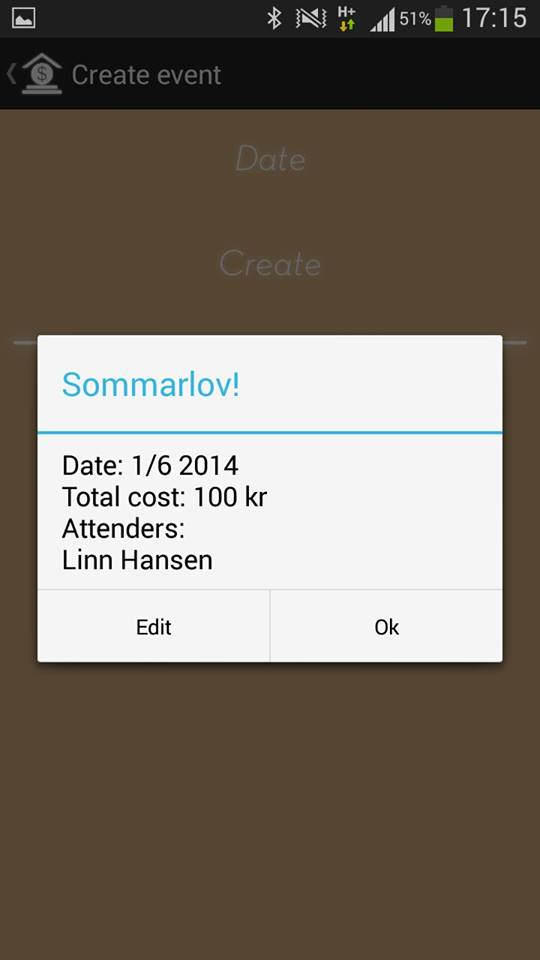 H+
51%
17:15
$
Create event
Date
Create
Sommarlov!
Date: 1/6 2014
Total cost: 100 kr
Attenders:
Linn Hansen
Edit
Ok